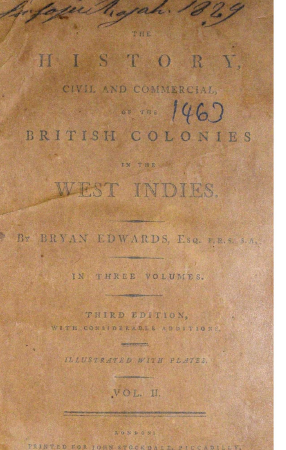 1829
THE
HISTORY,
CIVIL AND COMMERCIAL,
OF THE
1463
BRITISH COLONIES
IN THE
WEST INDIES.
BY BRYAN EDWARDS, ESQ. F.R.S. S.A.
IN THREE VOLUMES.
THIRD EDITION,
WITH CONSIDERABLE ADDITIONS.
ILLUSTRATED WITH PLATES.
VOL. II.
LONDON:
PRINTED FOR JOHN STOCKDALE, PICCADILLY.